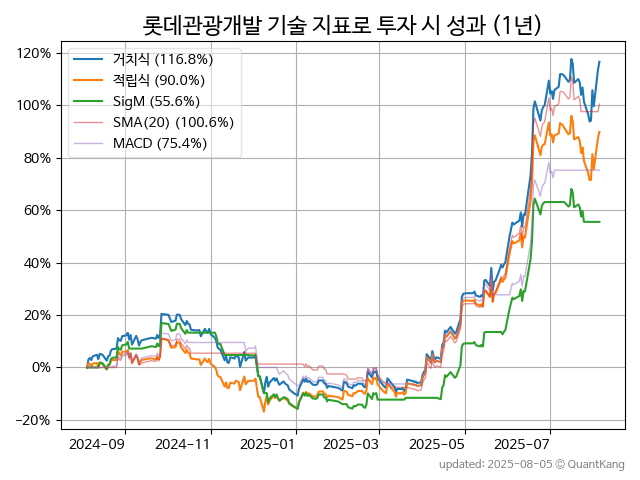 롯데관광개발 기술 지표로 투자 시 성과 (1년)
120%
100%
80%
60%
40%
20%
0%
−20%
거치식 (116.8%)
적립식 (90.0%)
SigM (55.6%)
SMA(20) (100.6%)
MACD (75.4%)
2024-09
2024-11
2025-01
2025-03
2025-05
2025-07
updated: 2025-08-05 © QuantKang